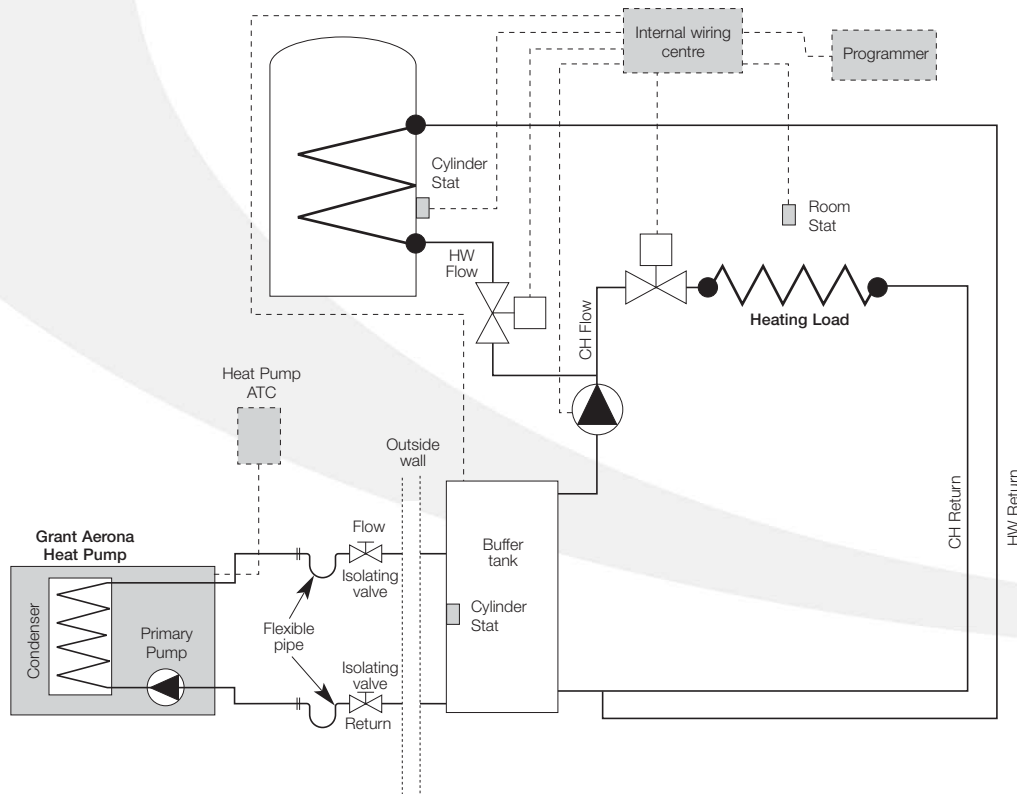 Internal wiring
centre
Programmer
Cylinder
Stat
Room
Stat
HW
Flow
CH Flow
Heating Load
Heat Pump
ATC
Outside
wall
Grant Aerona
Heat Pump
Flow
Isolating
valve
Buffer
tank
Cylinder
Stat
Condenser
Primary
Pump
Flexible
pipe
Isolating
valve
Return
CH Return
HW Return